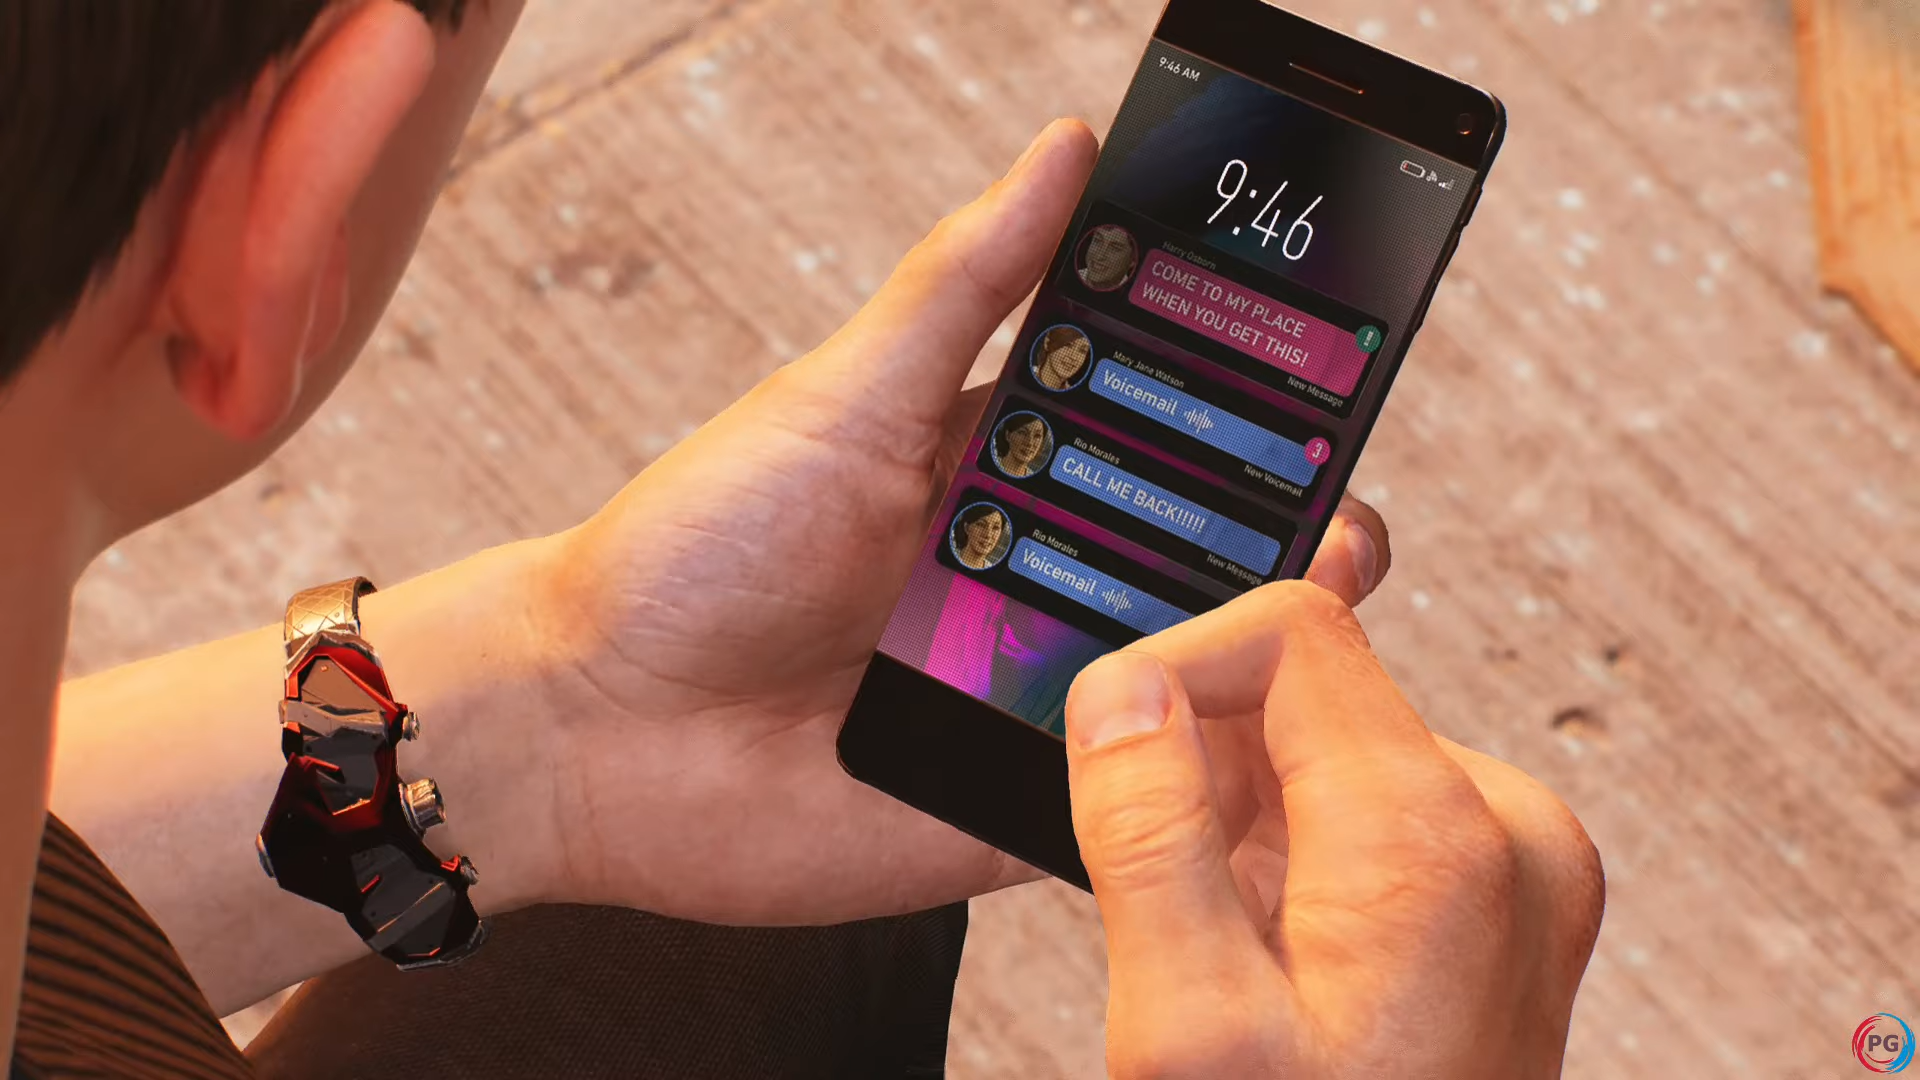 9:46 AM
9:46
Harry Osborn
COME TO MY PLACE
WHEN YOU GET THIS!
!
New Message
Mary Jane Watson
Voicemail
3
New Voicemail
Rio Morales
CALL ME BACK!!!!!
New Message
Rio Morales
Voicemail
PG